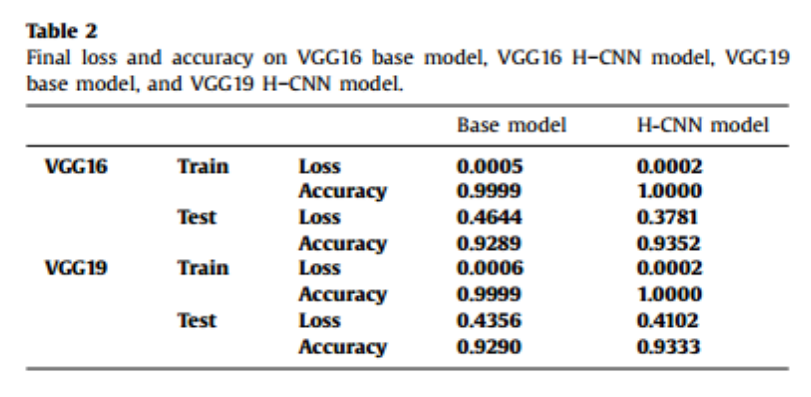 Table 2
Final loss and accuracy on VGG16 base model, VGG16 H−CNN model, VGG19
base model, and VGG19 H−CNN model.
Base model H-CNN model
VGG16 Train Loss 0.0005 0.0002
Accuracy 0.9999 1.0000
Test Loss 0.4644 0.3781
Accuracy 0.9289 0.9352
VGG19 Train Loss 0.0006 0.0002
Accuracy 0.9999 1.0000
Test Loss 0.4356 0.4102
Accuracy 0.9290 0.9333